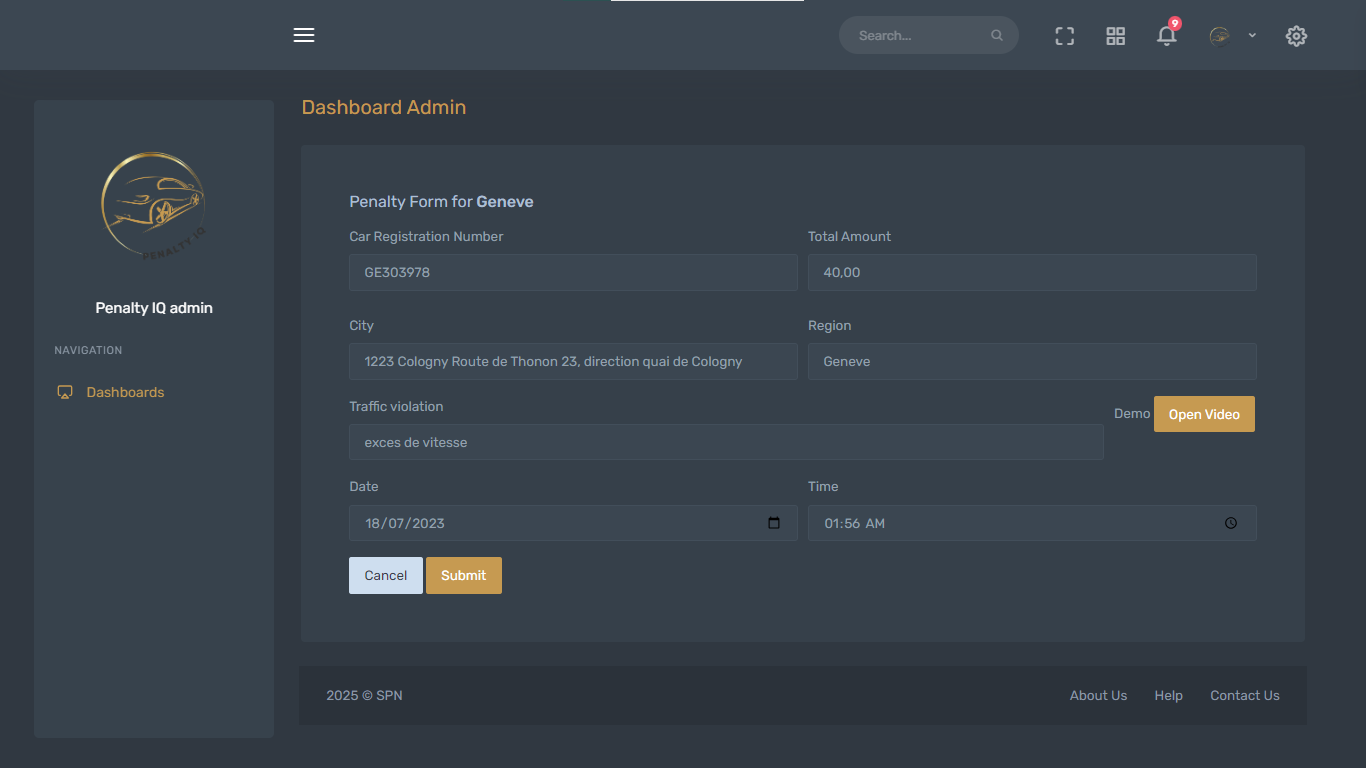 Search...
9
Dashboard Admin
PENALTY IQ
Penalty IQ admin
NAVIGATION
Dashboards
Penalty Form for Geneve
Car Registration Number
Total Amount
GE303978
40,00
City
Region
1223 Cologny Route de Thonon 23, direction quai de Cologny
Geneve
Traffic violation
Demo
Open Video
exces de vitesse
Date
Time
18/07/2023
01:56 AM
Cancel
Submit
2025 © SPN
About Us
Help
Contact Us